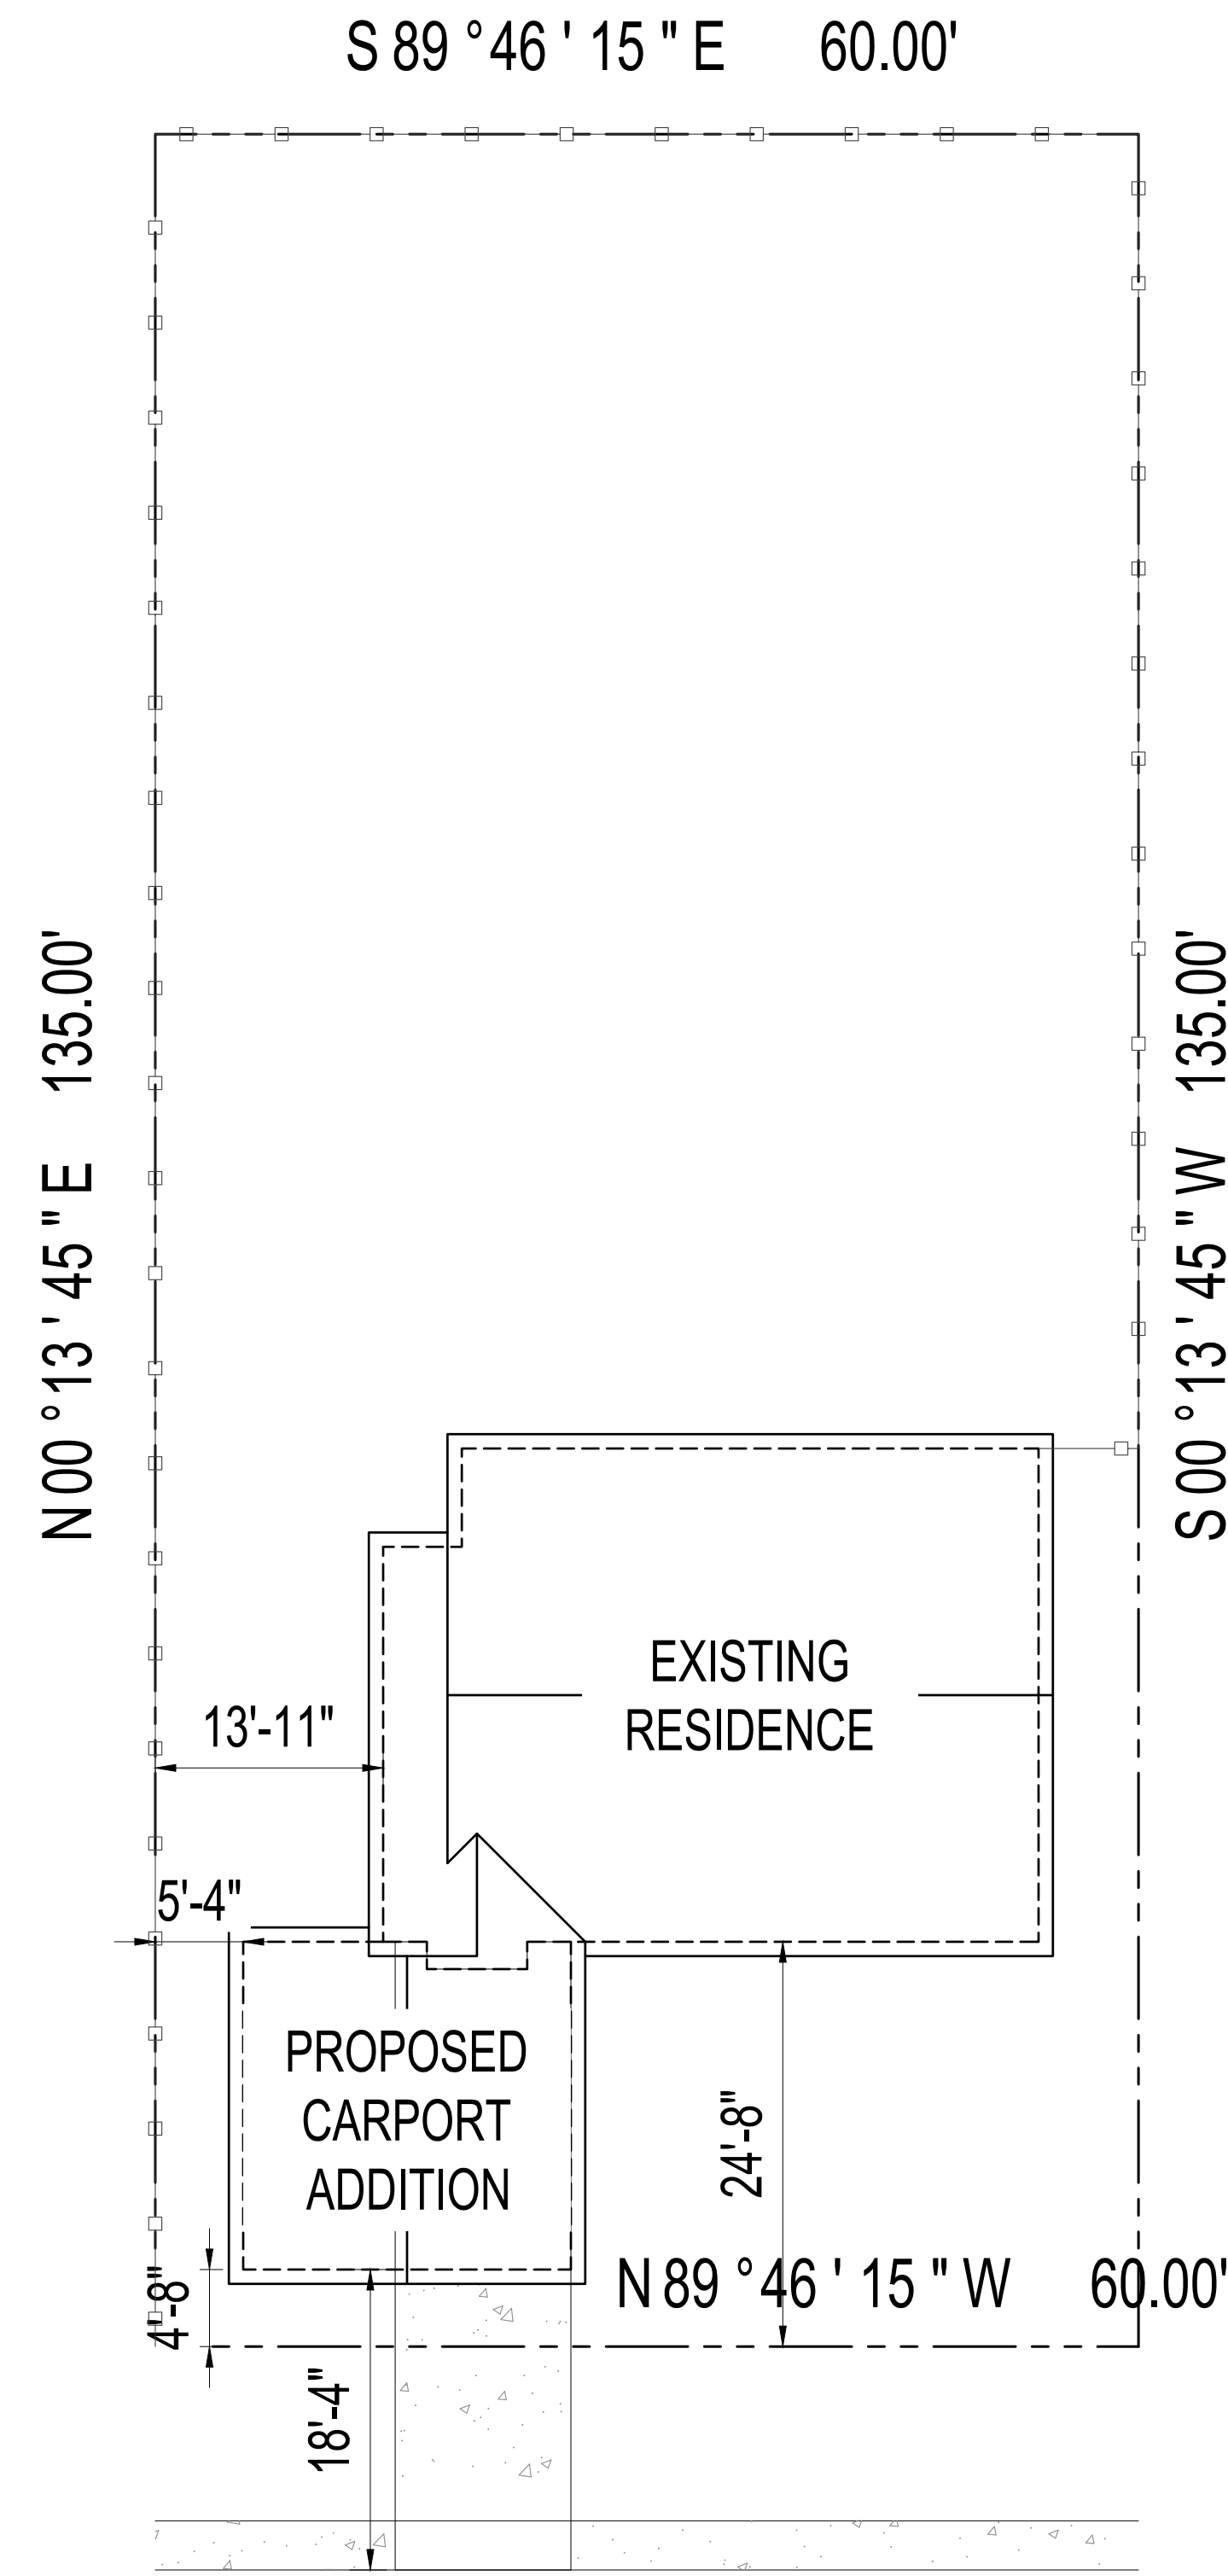 S 89 °46 ' 15 " E 60.00'
N 00 °13 ' 45 " E 135.00'
S 00 °13 ' 45 " W 135.00'
EXISTING
RESIDENCE
13'-11"
5'-4"
PROPOSED
CARPORT
ADDITION
24'-8"
N 89 °46 ' 15 " W 60.00'
4'-8"
18'-4"